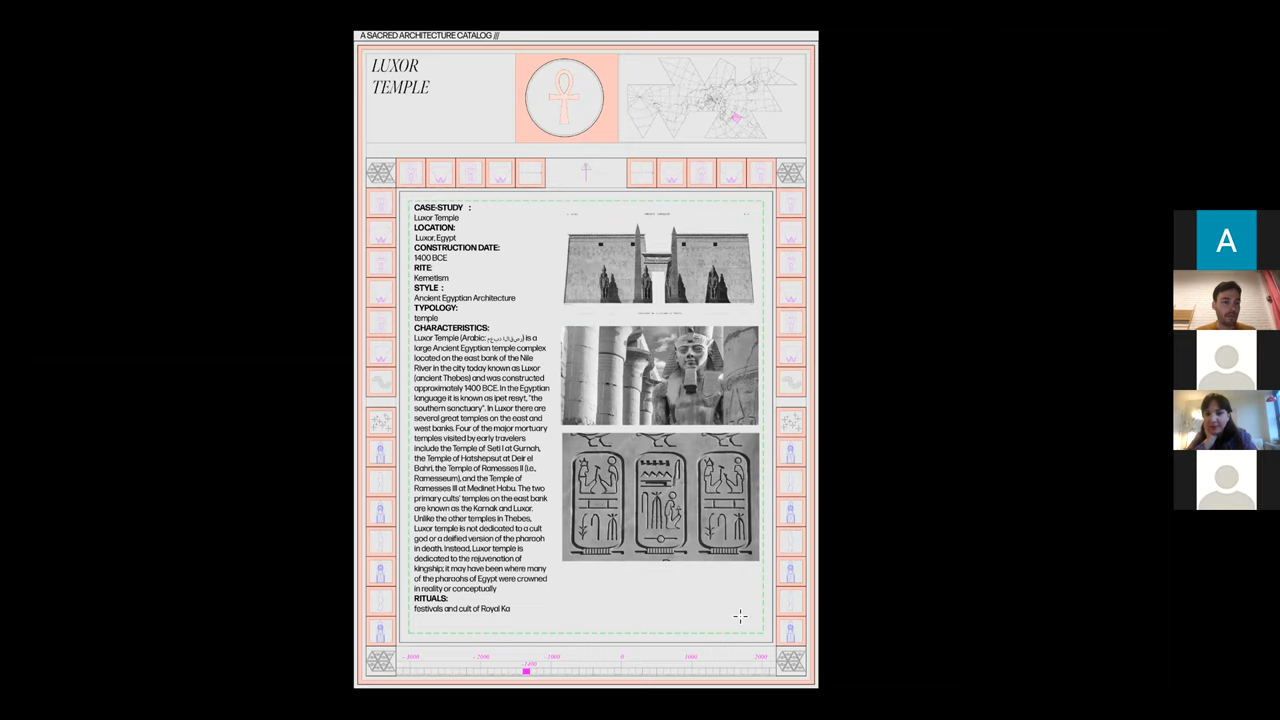 A SACRED ARCHITECTURE CATALOG ///
LUXOR
TEMPLE
CASE-STUDY :
Luxor Temple
LOCATION:
Luxor, Egypt
CONSTRUCTION DATE:
1400 BCE
RITE:
Kemetism
STYLE :
Ancient Egyptian Architecture
TYPOLOGY:
temple
CHARACTERISTICS:
Luxor Temple (Arabic: معبد الاقصر) is a
large Ancient Egyptian temple complex
located on the east bank of the Nile
River in the city today known as Luxor
(ancient Thebes) and was constructed
approximately 1400 BCE. In the Egyptian
language it is known as ipet resyt, "the
southern sanctuary". In Luxor there are
several great temples on the east and
west banks. Four of the major mortuary
temples visited by early travelers
include the Temple of Seti I at Gurnah,
the Temple of Hatshepsut at Deir el
Bahri, the Temple of Ramesses II (i.e.,
Ramesseum), and the Temple of
Ramesses III at Medinet Habu. The two
primary cults' temples on the east bank
are known as the Karnak and Luxor.
Unlike the other temples in Thebes,
Luxor temple is not dedicated to a cult
god or a deified version of the pharaoh
in death. Instead, Luxor temple is
dedicated to the rejuvenation of
kingship; it may have been where many
of the pharaohs of Egypt were crowned
in reality or conceptually
RITUALS:
festivals and cult of Royal Ka
- 3000 - 2000 - 1000 0 1000 2000
-1400
A